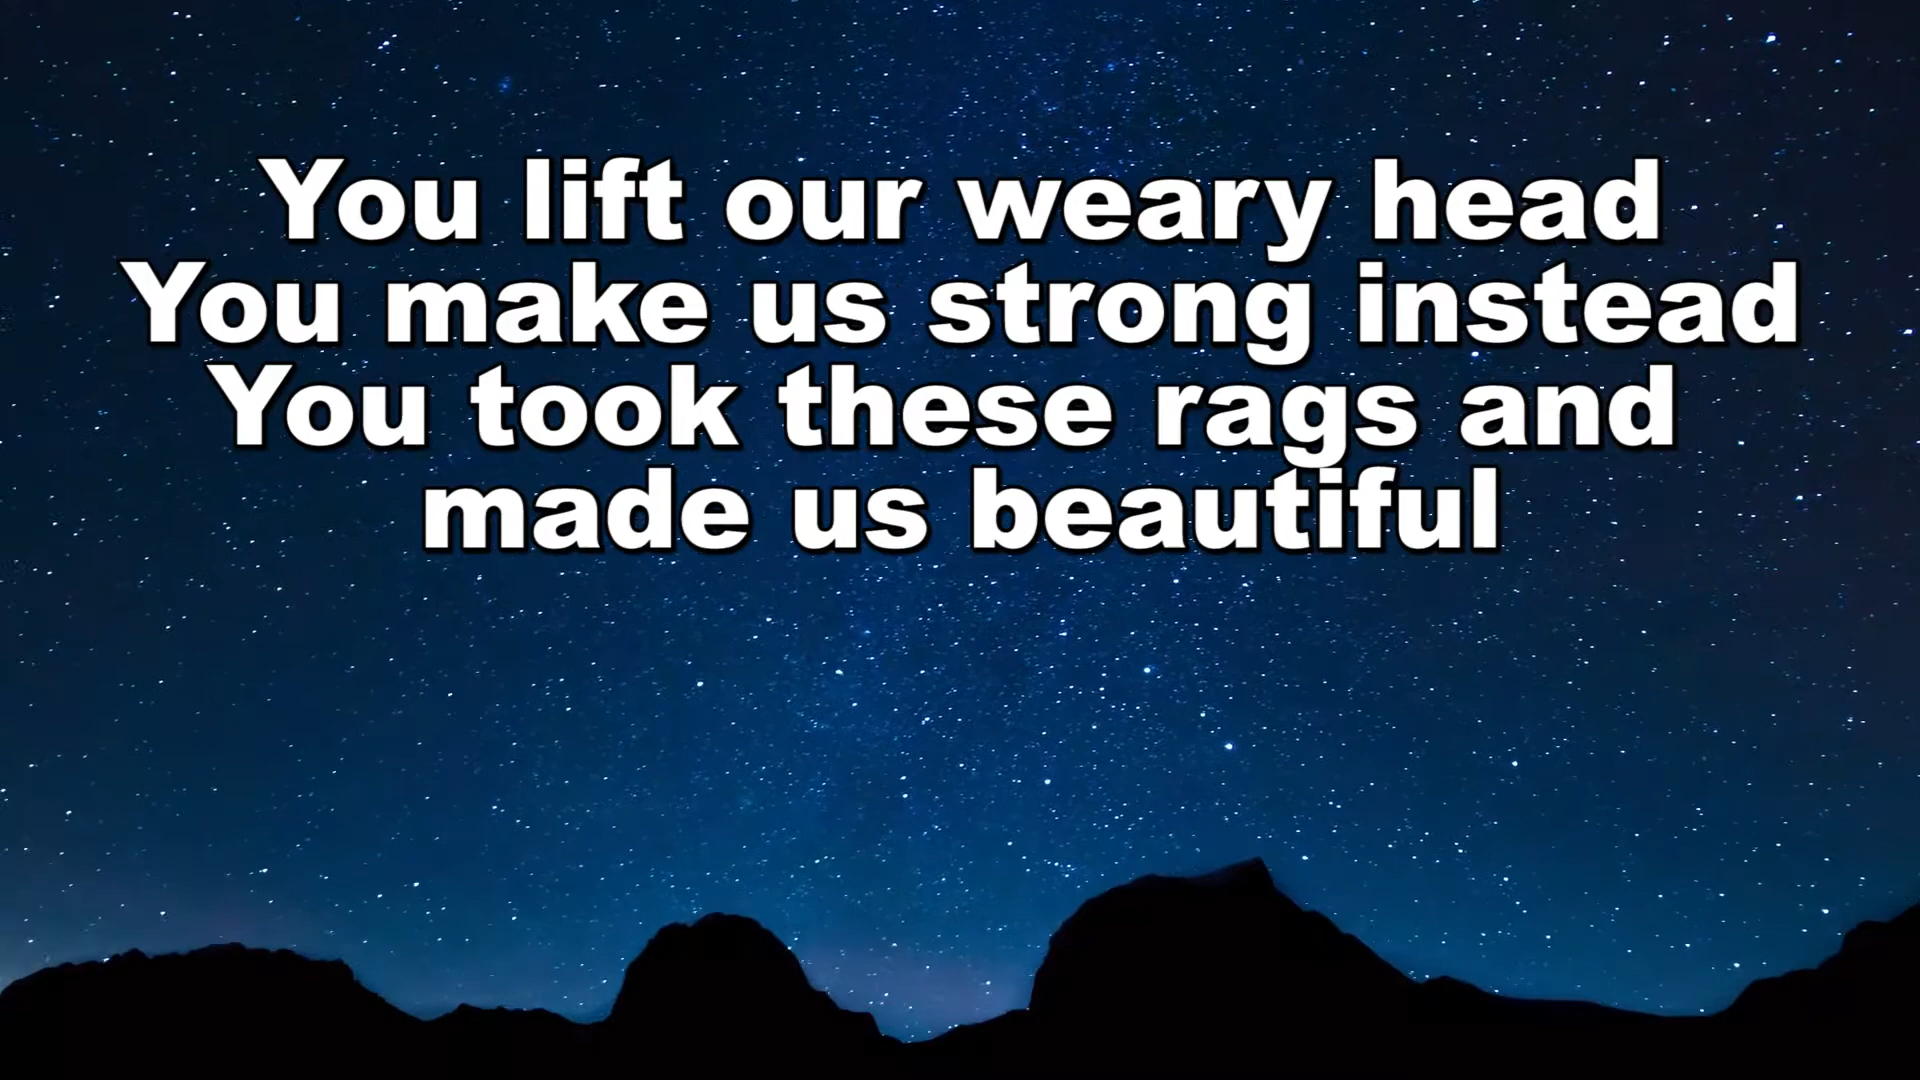 You lift our weary head
You make us strong instead
You took these rags and
made us beautiful